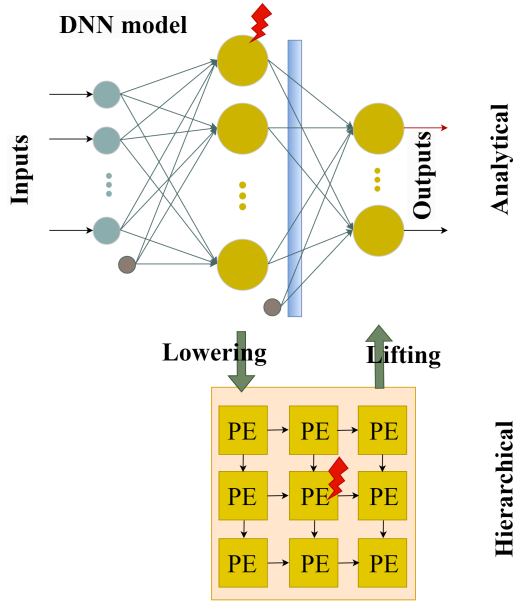 DNN model
Inputs
Outputs
Analytical
Lowering
Lifting
PE PE PE
PE PE PE
PE PE PE
Hierarchical